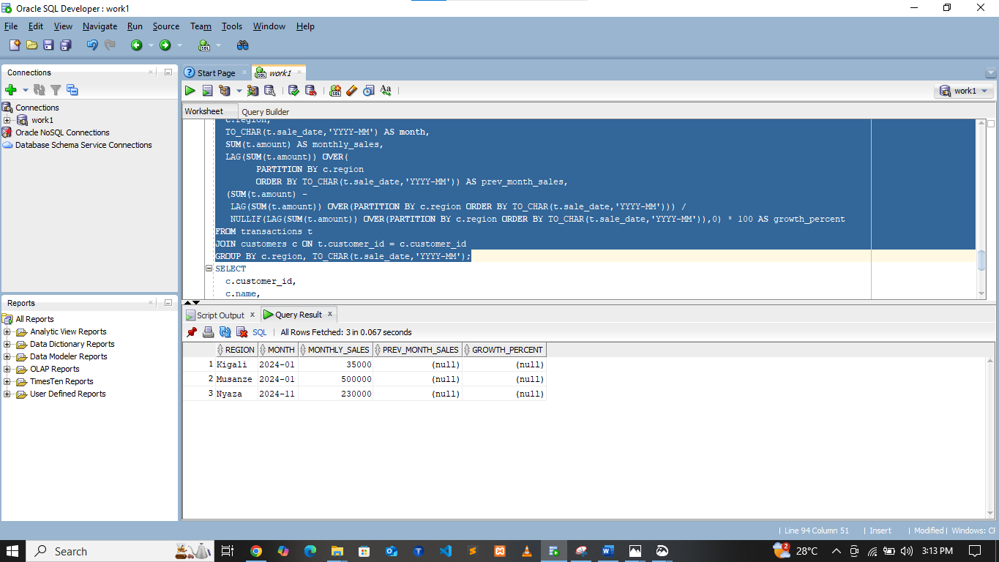 Oracle SQL Developer : work1
File Edit View Navigate Run Source Team Tools Window Help
Connections
Connections
work1
Oracle NoSQL Connections
Database Schema Service Connections
Reports
All Reports
Analytic View Reports
Data Dictionary Reports
Data Modeler Reports
OLAP Reports
TimesTen Reports
User Defined Reports
Start Page
work1
SQL
Aa
work1
Worksheet Query Builder
c.region,
TO_CHAR(t.sale_date,'YYYY-MM') AS month,
SUM(t.amount) AS monthly_sales,
LAG(SUM(t.amount)) OVER(
PARTITION BY c.region
ORDER BY TO_CHAR(t.sale_date,'YYYY-MM')) AS prev_month_sales,
(SUM(t.amount) -
LAG(SUM(t.amount)) OVER(PARTITION BY c.region ORDER BY TO_CHAR(t.sale_date,'YYYY-MM'))) /
NULLIF(LAG(SUM(t.amount)) OVER(PARTITION BY c.region ORDER BY TO_CHAR(t.sale_date,'YYYY-MM')),0) * 100 AS growth_percent
FROM transactions t
JOIN customers c ON t.customer_id = c.customer_id
GROUP BY c.region, TO_CHAR(t.sale_date,'YYYY-MM');
SELECT
c.customer_id,
c.name,
Script Output x Query Result x
SQL | All Rows Fetched: 3 in 0.067 seconds
REGION MONTH MONTHLY_SALES PREV_MONTH_SALES GROWTH_PERCENT
1 Kigali 2024-01 35000 (null) (null)
2 Musanze 2024-01 500000 (null) (null)
3 Nyaza 2024-11 230000 (null) (null)
| Line 94 Column 51 | Insert | Modified | Windows: CF
Search
28°C
3:13 PM